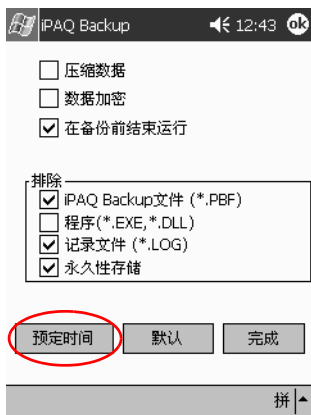 iPAQ Backup 12:43 ok
压缩数据
数据加密
在备份前结束运行
排除
iPAQ Backup文件 (*.PBF)
程序(*.EXE,*.DLL)
记录文件 (*.LOG)
永久性存储
预定时间 默认 完成
拼